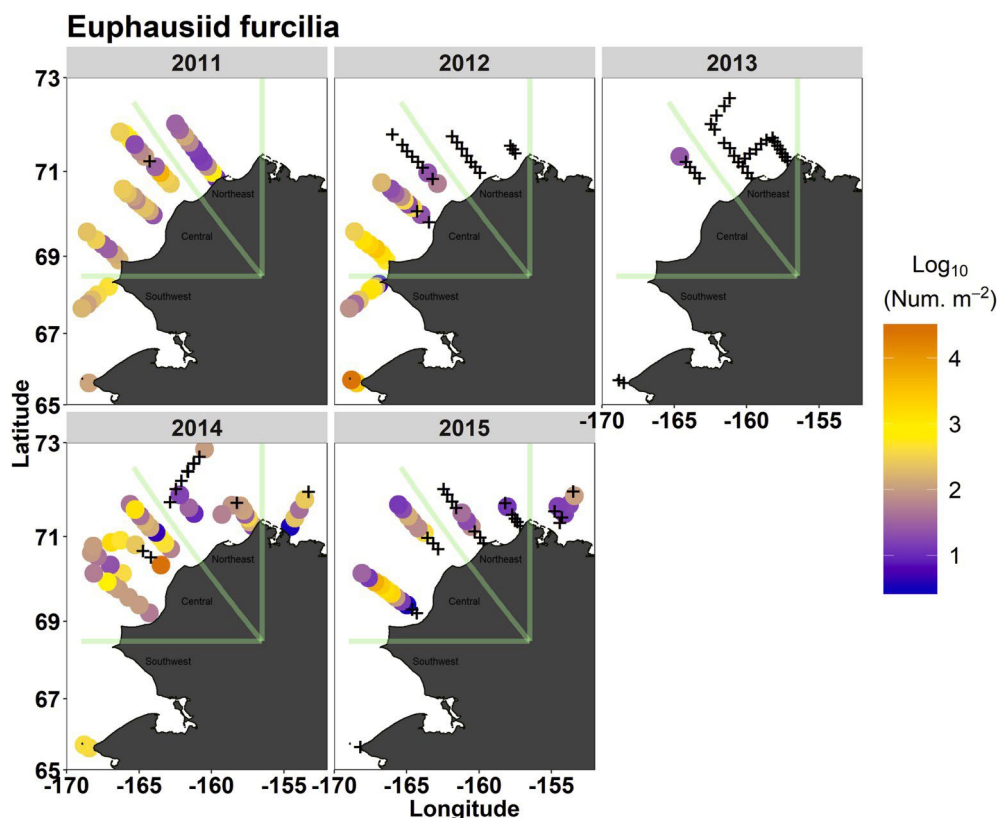 Euphausiid furcilia
2011
2012
2013
73
71
69
67
65
Northeast
Central
Southwest
Northeast
Central
Southwest
Northeast
Central
Southwest
-170
-165
-160
-155
Latitude
2014
2015
73
71
69
67
65
Northeast
Central
Southwest
Northeast
Central
Southwest
-170
-165
-160
-155
-170
-165
-160
-155
Longitude
Log10
(Num. m−2)
4
3
2
1